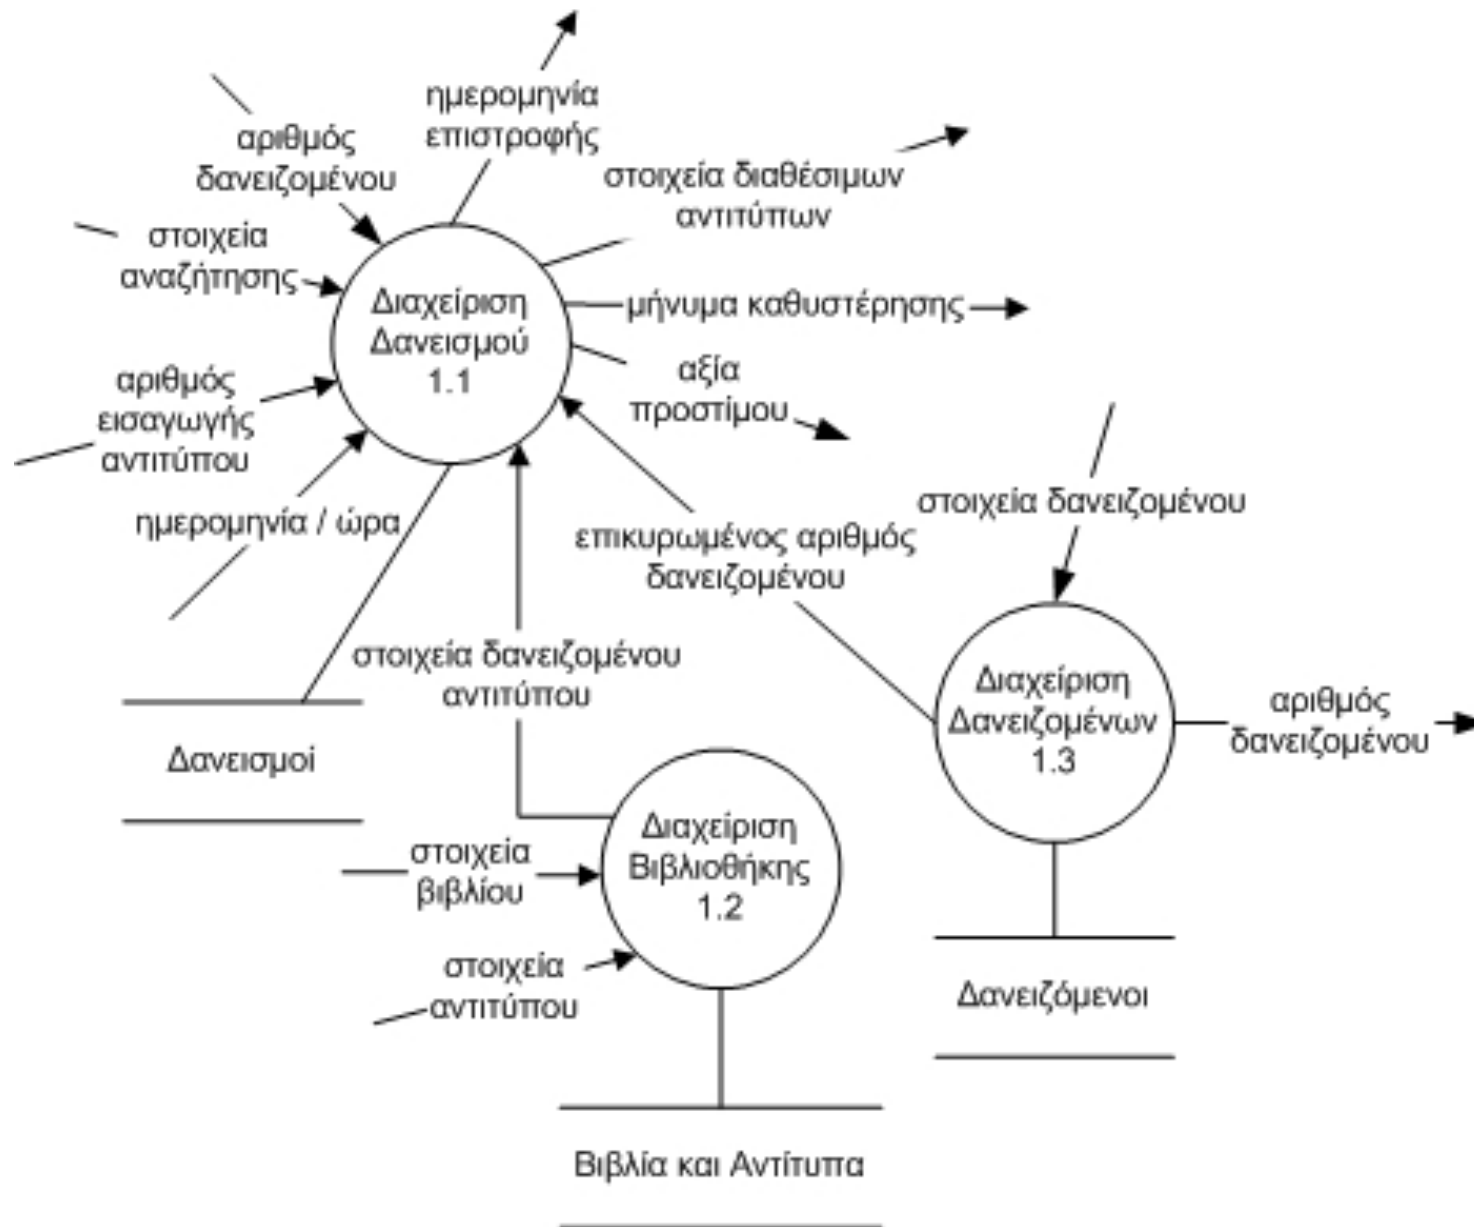 ημερομηνία
επιστροφής
αριθμός
δανειζομένου
στοιχεία διαθέσιμων
αντιτύπων
στοιχεία
αναζήτησης
Διαχείριση
Δανεισμού
1.1
μήνυμα καθυστέρησης
αξία
προστίμου
αριθμός
εισαγωγής
αντιτύπου
ημερομηνία / ώρα
επικυρωμένος αριθμός
δανειζομένου
στοιχεία δανειζομένου
στοιχεία δανειζομένου
αντιτύπου
Διαχείριση
Δανειζομένων
1.3
αριθμός
δανειζομένου
Δανεισμοί
Διαχείριση
Βιβλιοθήκης
1.2
στοιχεία
βιβλίου
στοιχεία
αντιτύπου
Δανειζόμενοι
Βιβλία και Αντίτυπα